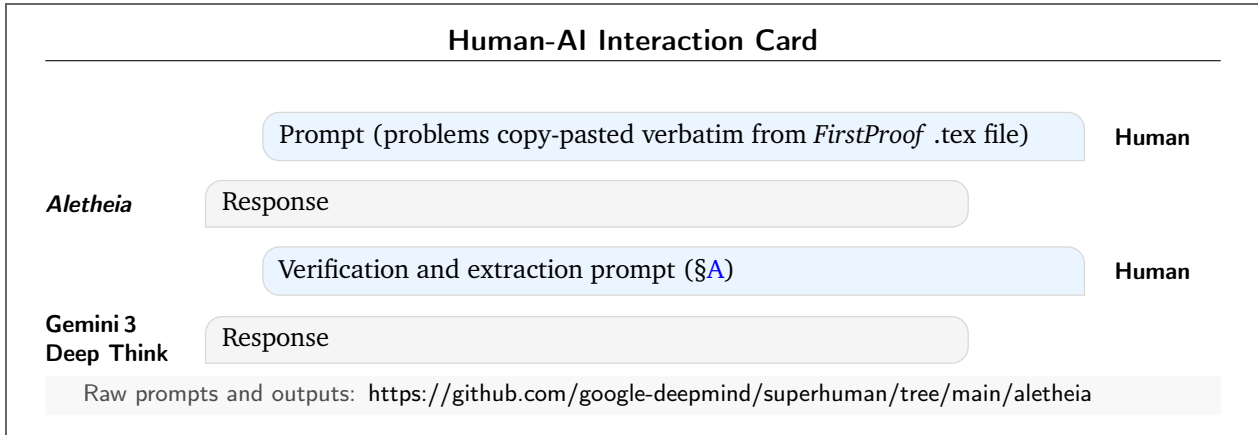 Human-AI Interaction Card
Prompt (problems copy-pasted verbatim from FirstProof .tex file)
Human
Aletheia
Response
Verification and extraction prompt (§A)
Human
Gemini 3
Deep Think
Response
Raw prompts and outputs: https://github.com/google-deepmind/superhuman/tree/main/aletheia